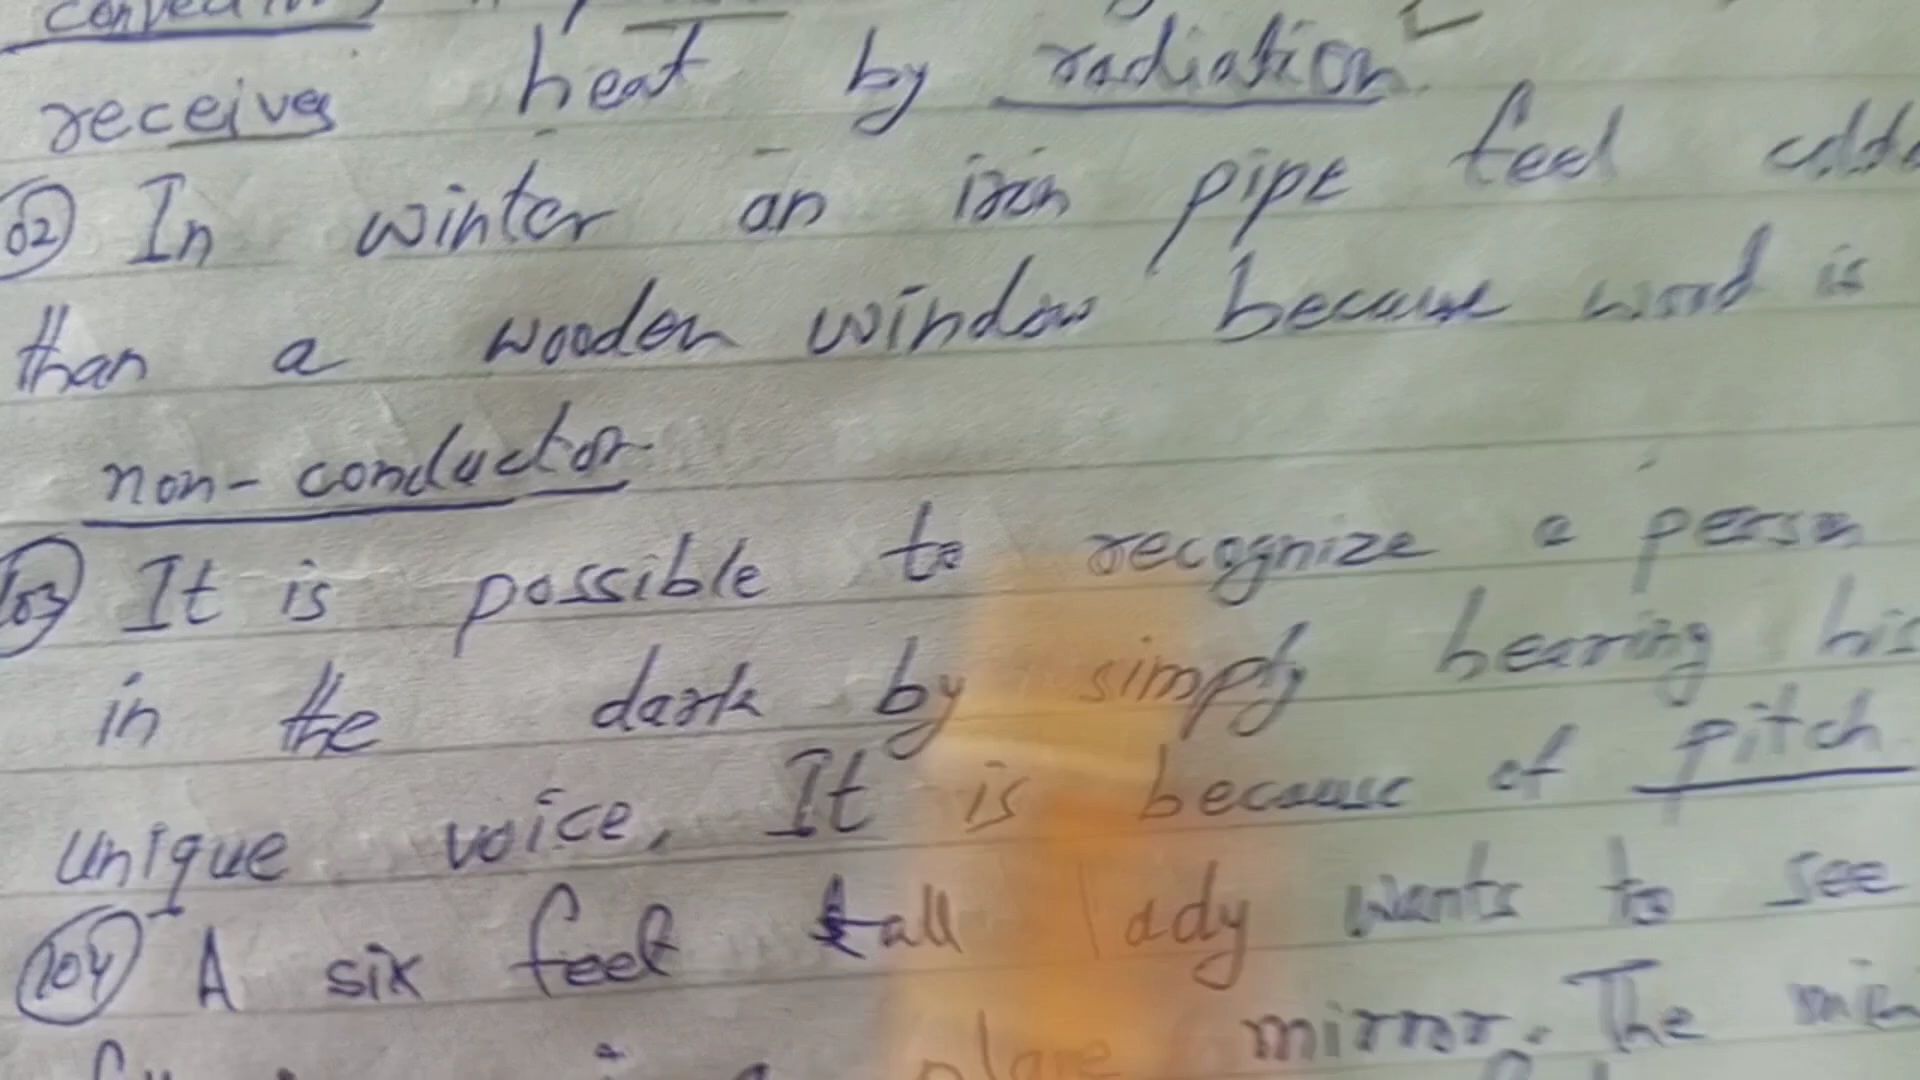 receives heat by radiation
02 In winter an iron pipe feel
than a wooden window because wood is
non-conductor
103 It is possible to recognize a person
in the dark by simply hearing his
unique voice. It is because of pitch
104 A six feet tall lady wants to see
plane mirror. The